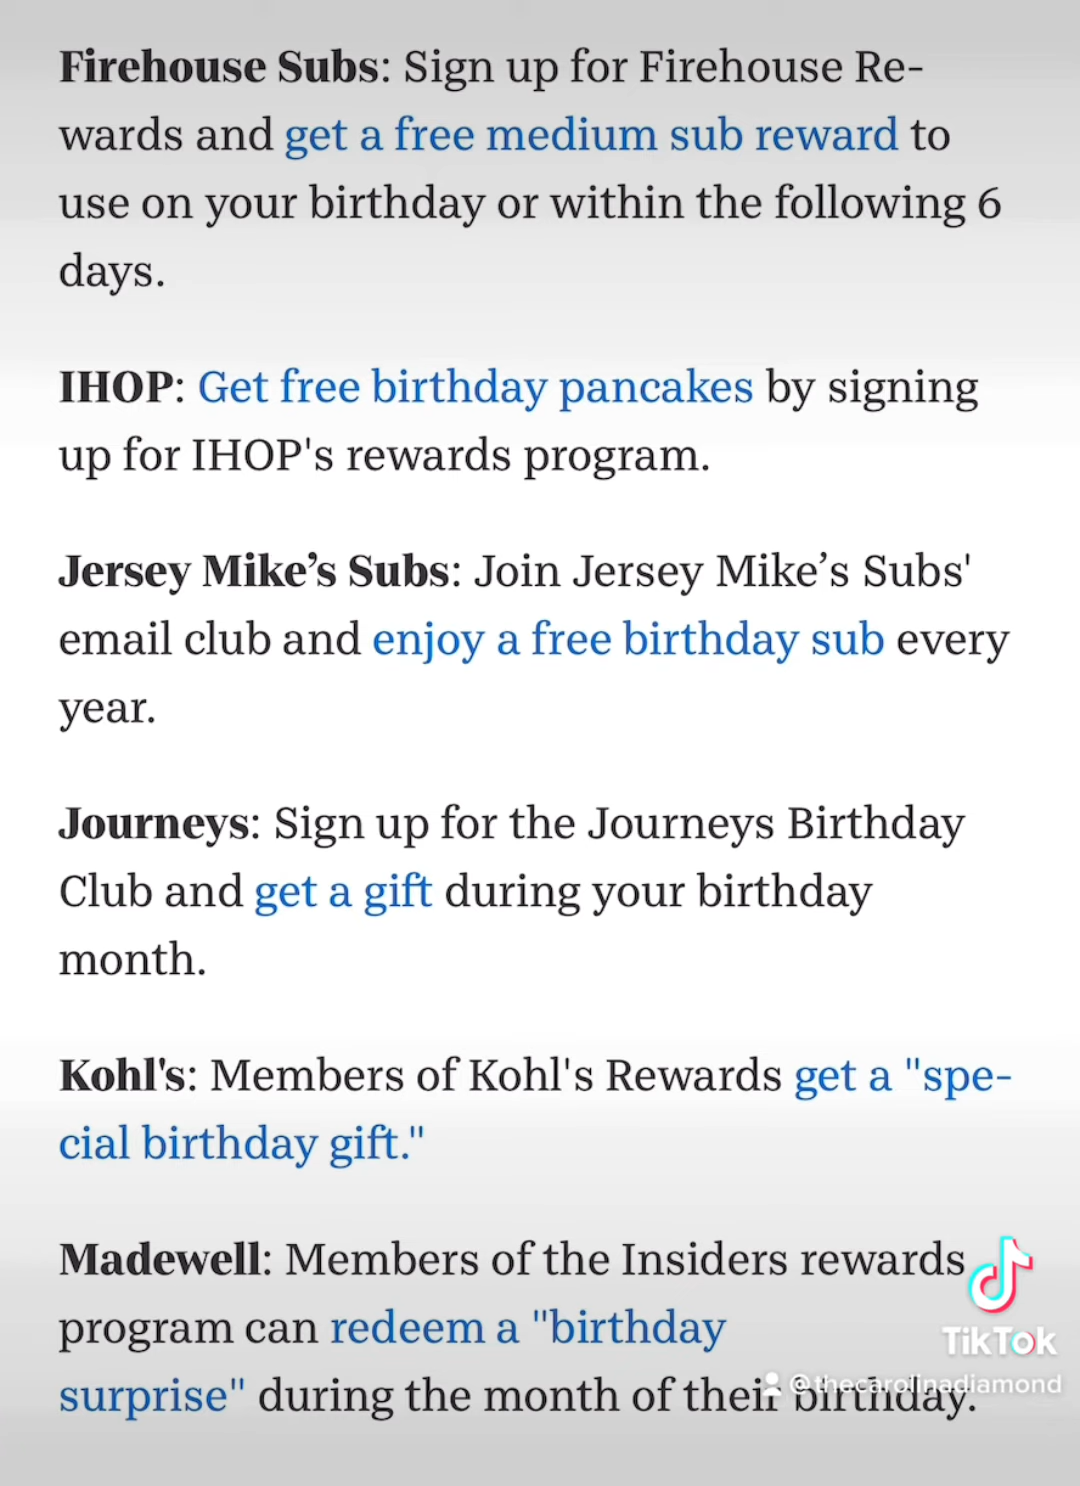 Firehouse Subs: Sign up for Firehouse Re-
wards and get a free medium sub reward to
use on your birthday or within the following 6
days.
IHOP: Get free birthday pancakes by signing
up for IHOP's rewards program.
Jersey Mike’s Subs: Join Jersey Mike’s Subs'
email club and enjoy a free birthday sub every
year.
Journeys: Sign up for the Journeys Birthday
Club and get a gift during your birthday
month.
Kohl's: Members of Kohl's Rewards get a "spe-
cial birthday gift."
Madewell: Members of the Insiders rewards
program can redeem a "birthday
surprise" during the month of their birthday.
TikTok
@thecarolinadiamond